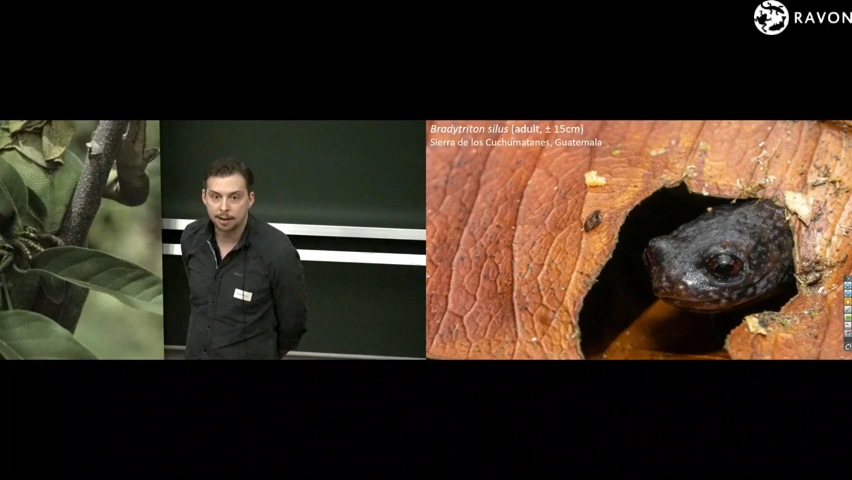 RAVON
Bradytriton silus (adult, ± 15cm)
Sierra de los Cuchumatanes, Guatemala